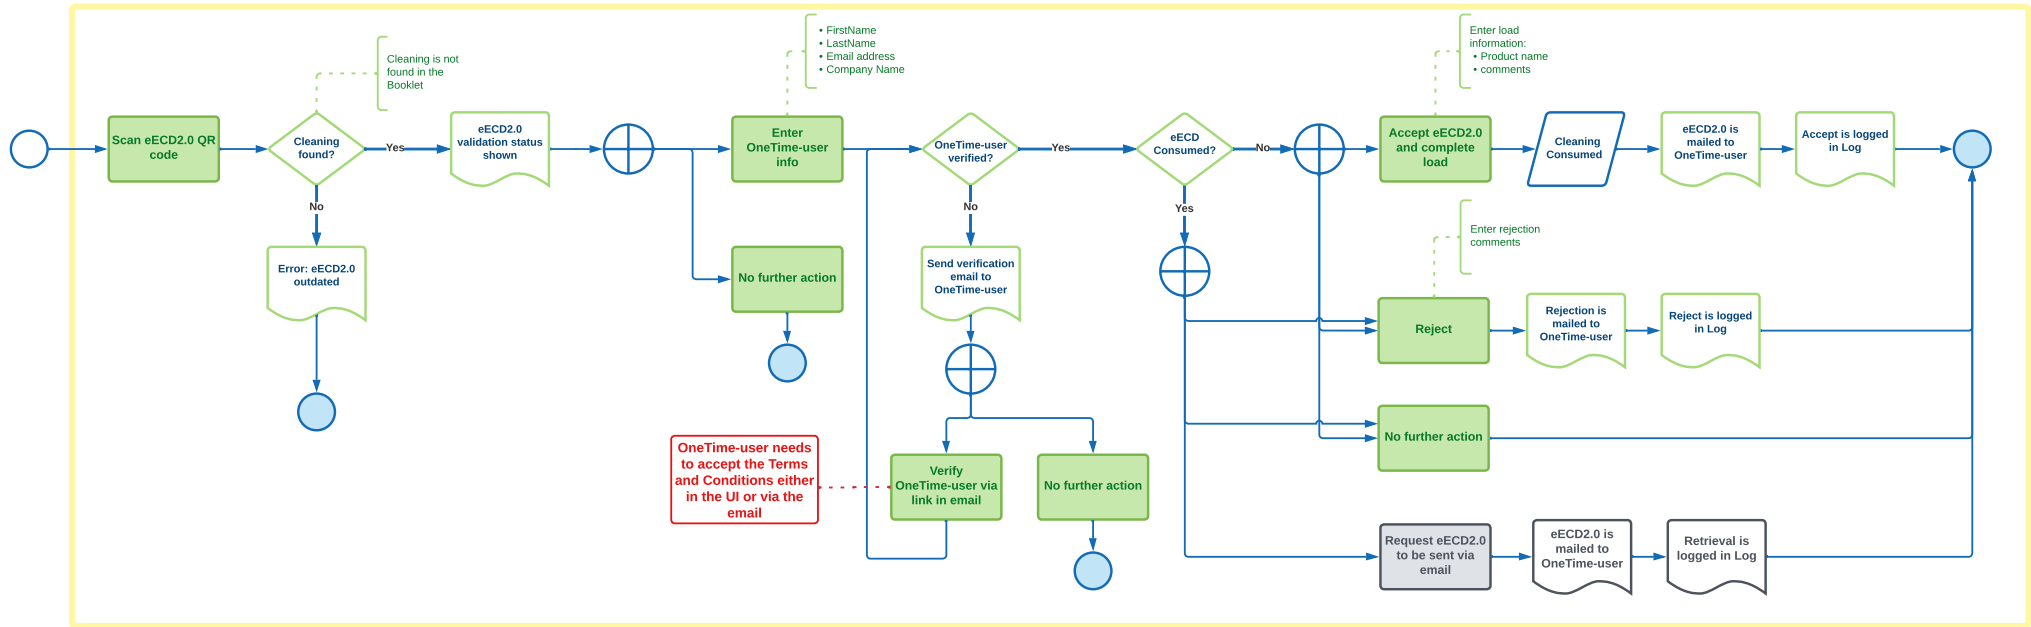 Cleaning is not
found in the
Booklet
• FirstName
• LastName
• Email address
• Company Name
Enter load
information:
• Product name
• comments
Scan eECD2.0 QR
code
Cleaning
found?
Yes
eECD2.0
validation status
shown
Enter
OneTime-user
info
OneTime-user
verified?
Yes
eECD
Consumed?
No
Accept eECD2.0
and complete
load
Cleaning
Consumed
eECD2.0 is
mailed to
OneTime-user
Accept is logged
in Log
No
No
Yes
Enter rejection
comments
Error: eECD2.0
outdated
No further action
Send verification
email to
OneTime-user
Reject
Rejection is
mailed to
OneTime-user
Reject is logged
in Log
No further action
OneTime-user needs
to accept the Terms
and Conditions either
in the UI or via the
email
Verify
OneTime-user via
link in email
No further action
Request eECD2.0
to be sent via
email
eECD2.0 is
mailed to
OneTime-user
Retrieval is
logged in Log